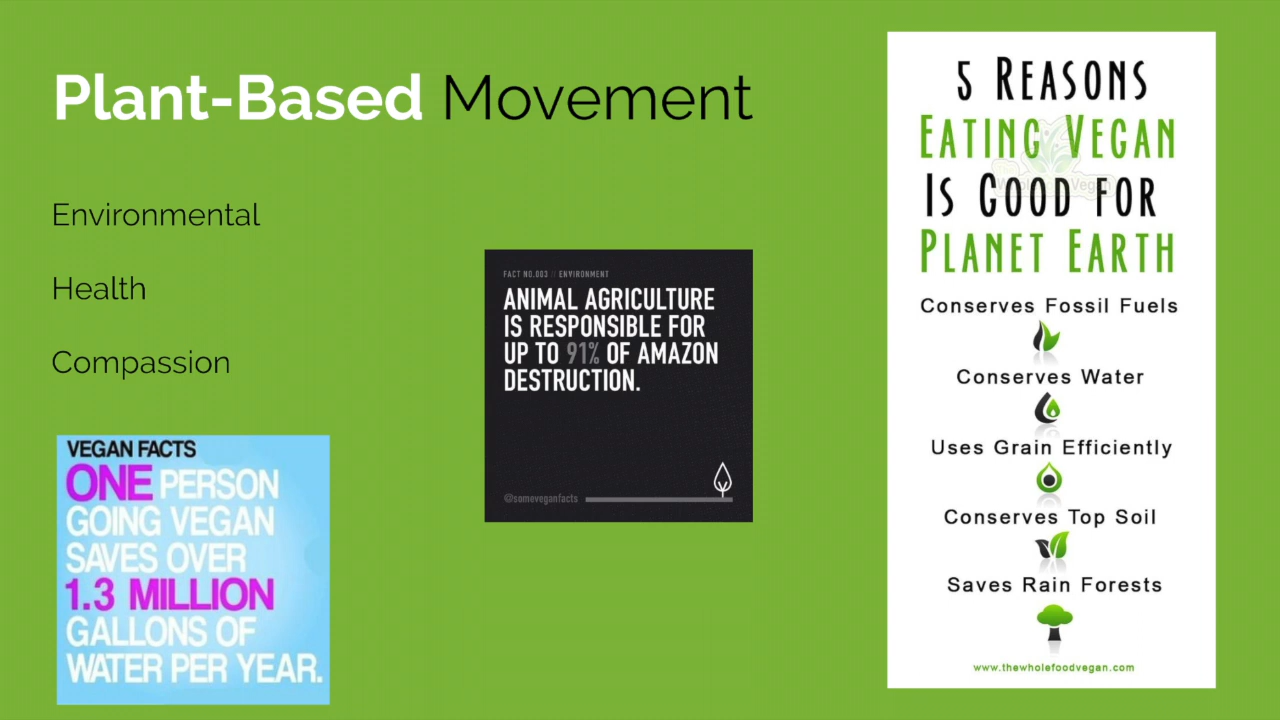 Plant-Based Movement
Environmental
Health
Compassion
VEGAN FACTS
ONE PERSON
GOING VEGAN
SAVES OVER
1.3 MILLION
GALLONS OF
WATER PER YEAR.
FACT NO.003 // ENVIRONMENT
ANIMAL AGRICULTURE
IS RESPONSIBLE FOR
UP TO 91% OF AMAZON
DESTRUCTION.
@someveganfacts
5 REASONS
EATING VEGAN
IS GOOD FOR
PLANET EARTH
Conserves Fossil Fuels
Conserves Water
Uses Grain Efficiently
Conserves Top Soil
Saves Rain Forests
www.thewholefoodvegan.com